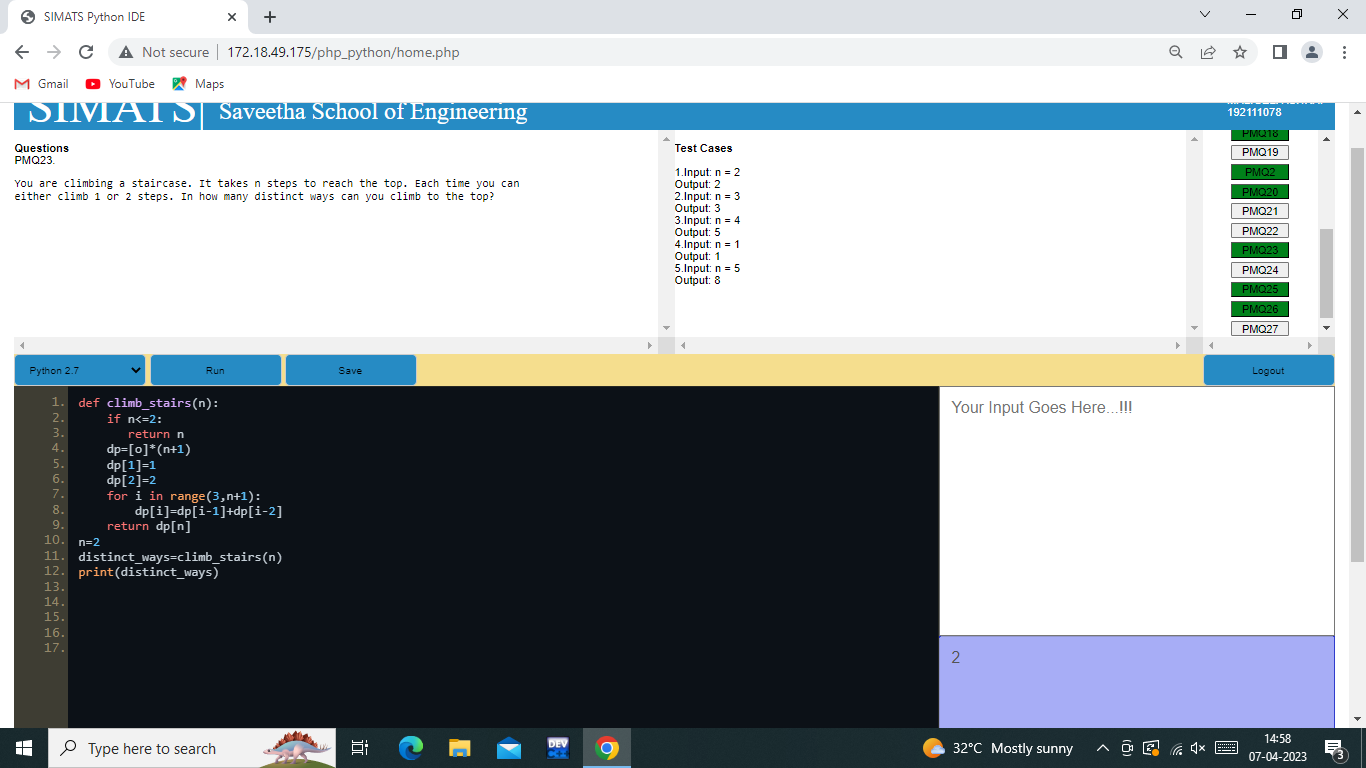 SIMATS Python IDE
Not secure
172.18.49.175/php_python/home.php
Gmail
YouTube
Maps
SIMATS
Saveetha School of Engineering
192111078
Questions
PMQ23.
You are climbing a staircase. It takes n steps to reach the top. Each time you can
either climb 1 or 2 steps. In how many distinct ways can you climb to the top?
Test Cases
1.Input: n = 2
Output: 2
2.Input: n = 3
Output: 3
3.Input: n = 4
Output: 5
4.Input: n = 1
Output: 1
5.Input: n = 5
Output: 8
PMQ18
PMQ19
PMQ2
PMQ20
PMQ21
PMQ22
PMQ23
PMQ24
PMQ25
PMQ26
PMQ27
Python 2.7
Run
Save
Logout
1. def climb_stairs(n):
2.     if n<=2:
3.        return n
4.     dp=[o]*(n+1)
5.     dp[1]=1
6.     dp[2]=2
7.     for i in range(3,n+1):
8.         dp[i]=dp[i-1]+dp[i-2]
9.     return dp[n]
10. n=2
11. distinct_ways=climb_stairs(n)
12. print(distinct_ways)
13.
14.
15.
16.
17.
Your Input Goes Here...!!!
2
Type here to search
DEV
32°C Mostly sunny
14:58
07-04-2023
3